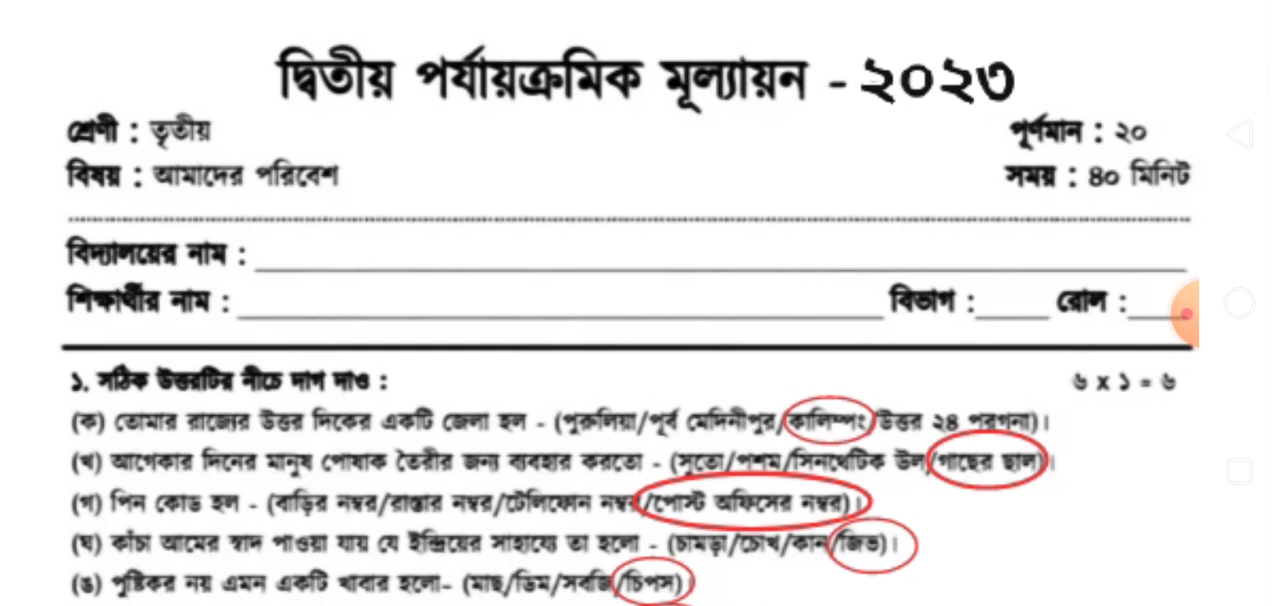 দ্বিতীয় পর্যায়ক্রমিক মূল্যায়ন - ২০২৩
শ্রেণী : তৃতীয় পূর্ণমান : ২০
বিষয় : আমাদের পরিবেশ সময় : ৪০ মিনিট
বিদ্যালয়ের নাম :
শিক্ষার্থীর নাম : বিভাগ : রোল :
১. সঠিক উত্তরটির নীচে দাগ দাও : ৬ x ১ = ৬
(ক) তোমার রাজ্যের উত্তর দিকের একটি জেলা হল - (পুরুলিয়া/পূর্ব মেদিনীপুর/কালিম্পং/উত্তর ২৪ পরগনা)।
(খ) আগেকার দিনের মানুষ পোষাক তৈরীর জন্য ব্যবহার করতো - (সুতো/পশম/সিনথেটিক উল/গাছের ছাল)।
(গ) পিন কোড হল - (বাড়ির নম্বর/রাস্তার নম্বর/টেলিফোন নম্বর/পোস্ট অফিসের নম্বর)।
(ঘ) কাঁচা আমের স্বাদ পাওয়া যায় যে ইন্দ্রিয়ের সাহায্যে তা হলো - (চামড়া/চোখ/কান/জিভ)।
(ঙ) পুষ্টিকর নয় এমন একটি খাবার হলো- (মাছ/ডিম/সবজি/চিপস)